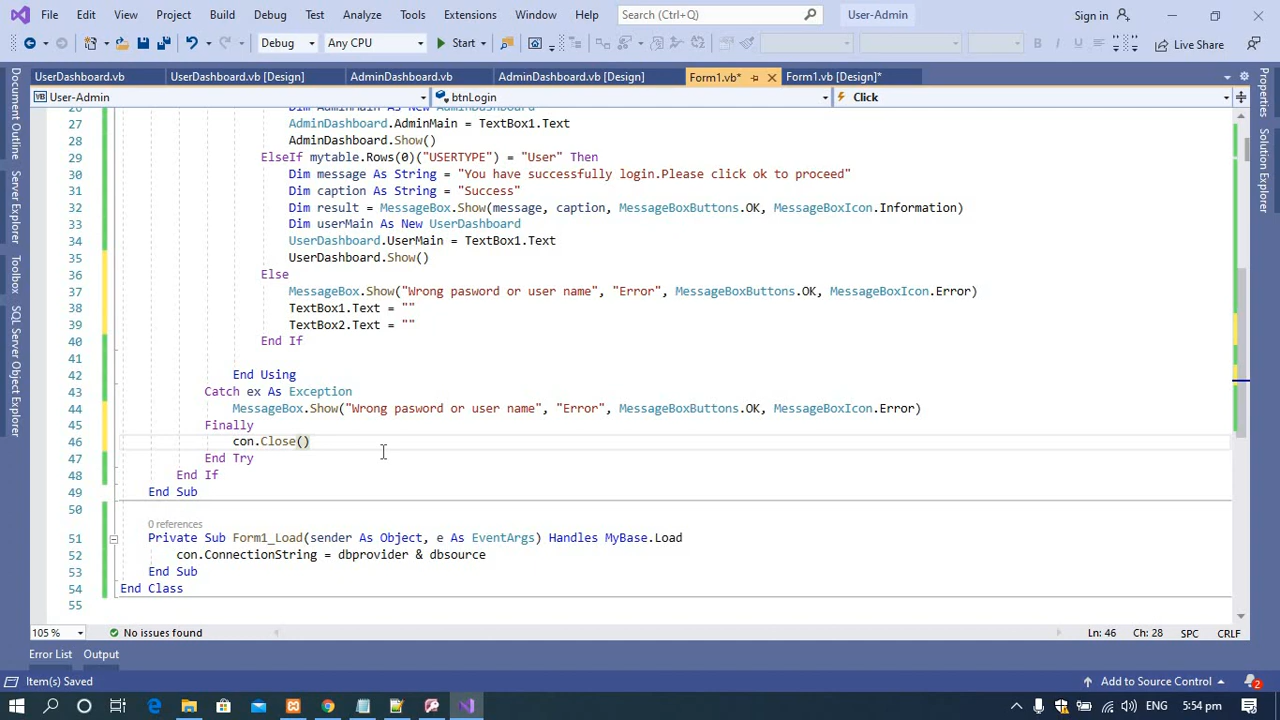 File Edit View Project Build Debug Test Analyze Tools Extensions Window Help Search (Ctrl+Q) User-Admin Sign in
Debug Any CPU Start Live Share
UserDashboard.vb UserDashboard.vb [Design] AdminDashboard.vb AdminDashboard.vb [Design] Form1.vb* Form1.vb [Design]*
User-Admin btnLogin Click
Document Outline
Server Explorer
Toolbox
SQL Server Object Explorer
Properties
Solution Explorer
26 Dim AdminMain As New AdminDashboard
27 AdminDashboard.AdminMain = TextBox1.Text
28 AdminDashboard.Show()
29 ElseIf mytable.Rows(0)("USERTYPE") = "User" Then
30 Dim message As String = "You have successfully login.Please click ok to proceed"
31 Dim caption As String = "Success"
32 Dim result = MessageBox.Show(message, caption, MessageBoxButtons.OK, MessageBoxIcon.Information)
33 Dim userMain As New UserDashboard
34 UserDashboard.UserMain = TextBox1.Text
35 UserDashboard.Show()
36 Else
37 MessageBox.Show("Wrong pasword or user name", "Error", MessageBoxButtons.OK, MessageBoxIcon.Error)
38 TextBox1.Text = ""
39 TextBox2.Text = ""
40 End If
41
42 End Using
43 Catch ex As Exception
44 MessageBox.Show("Wrong pasword or user name", "Error", MessageBoxButtons.OK, MessageBoxIcon.Error)
45 Finally
46 con.Close()
47 End Try
48 End If
49 End Sub
50
0 references
51 Private Sub Form1_Load(sender As Object, e As EventArgs) Handles MyBase.Load
52 con.ConnectionString = dbprovider & dbsource
53 End Sub
54 End Class
55
105 % No issues found Ln: 46 Ch: 28 SPC CRLF
Error List Output
Item(s) Saved Add to Source Control 2
ENG 5:54 pm